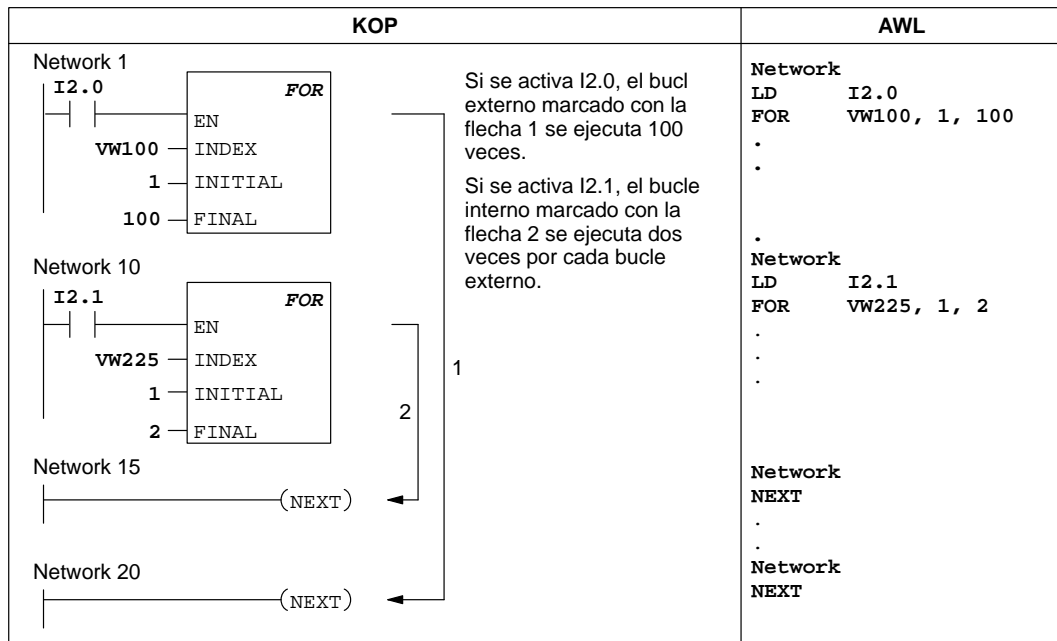 KOP
AWL
Network 1
I2.0
FOR
EN
VW100
INDEX
1
INITIAL
100
FINAL
Si se activa I2.0, el bucl
externo marcado con la
flecha 1 se ejecuta 100
veces.
Si se activa I2.1, el bucle
interno marcado con la
flecha 2 se ejecuta dos
veces por cada bucle
externo.
Network 10
I2.1
FOR
EN
VW225
INDEX
1
INITIAL
2
FINAL
2
1
Network 15
(NEXT)
Network 20
(NEXT)
Network
LD I2.0
FOR VW100, 1, 100
.
.
.
Network
LD I2.1
FOR VW225, 1, 2
.
.
.
Network
NEXT
.
.
Network
NEXT